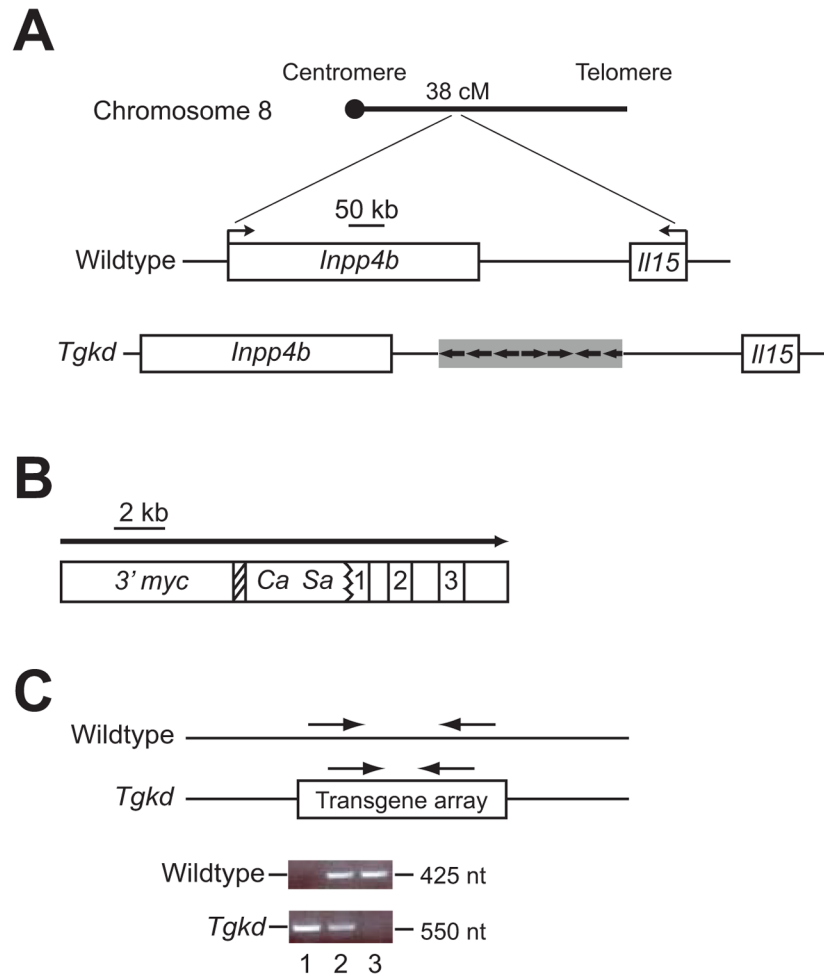 A
Centromere
Telomere
38 cM
Chromosome 8
50 kb
Wildtype
Inpp4b
Il15
Tgkd
Inpp4b
Il15
B
2 kb
3' myc
Ca Sa 1 2 3
C
Wildtype
Tgkd
Transgene array
Wildtype
425 nt
Tgkd
550 nt
1 2 3